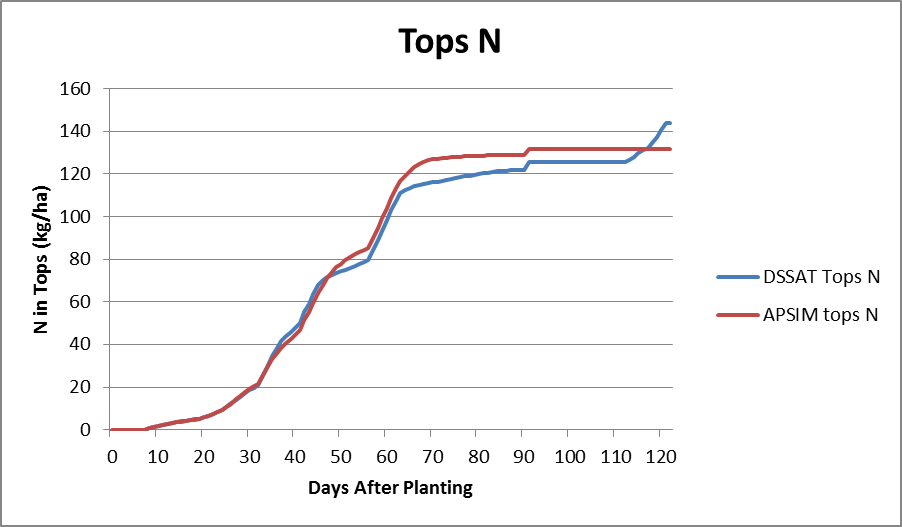 Tops N
160
140
120
100
80
60
40
20
0
N in Tops (kg/ha)
0 10 20 30 40 50 60 70 80 90 100 110 120
Days After Planting
DSSAT Tops N
APSIM tops N